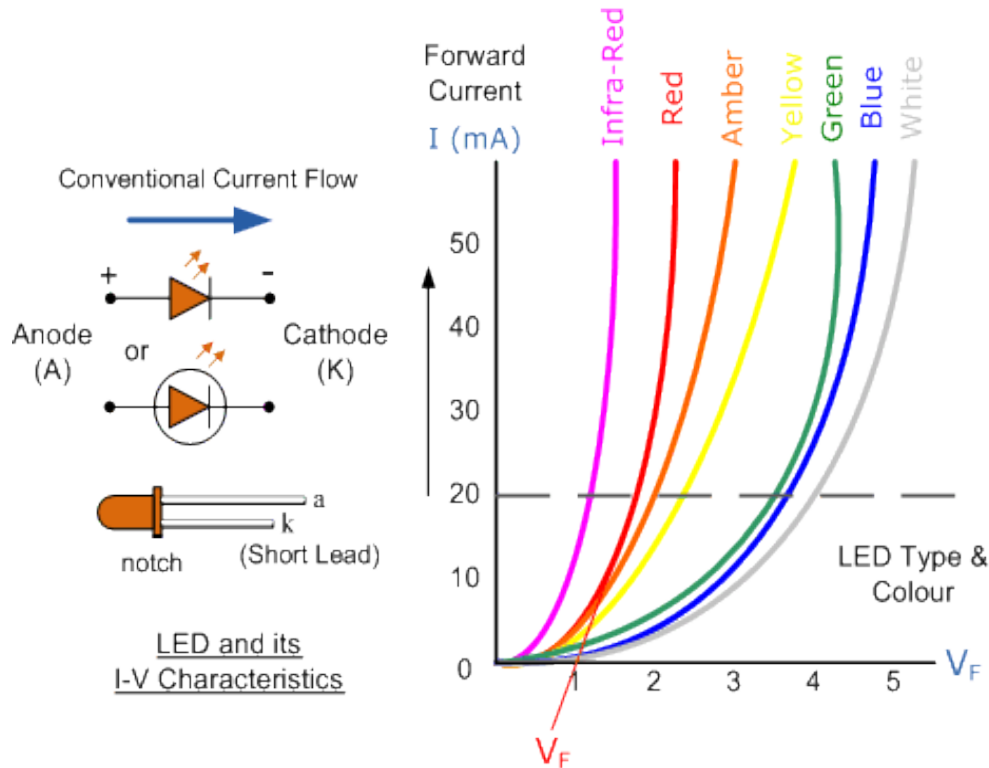 Conventional Current Flow
+
-
Anode
(A)
or
Cathode
(K)
a
k
notch
(Short Lead)
LED and its
I-V Characteristics
Forward
Current
I (mA)
Infra-Red
Red
Amber
Yellow
Green
Blue
White
50
40
30
20
10
0
LED Type &
Colour
1
2
3
4
5
VF
VF